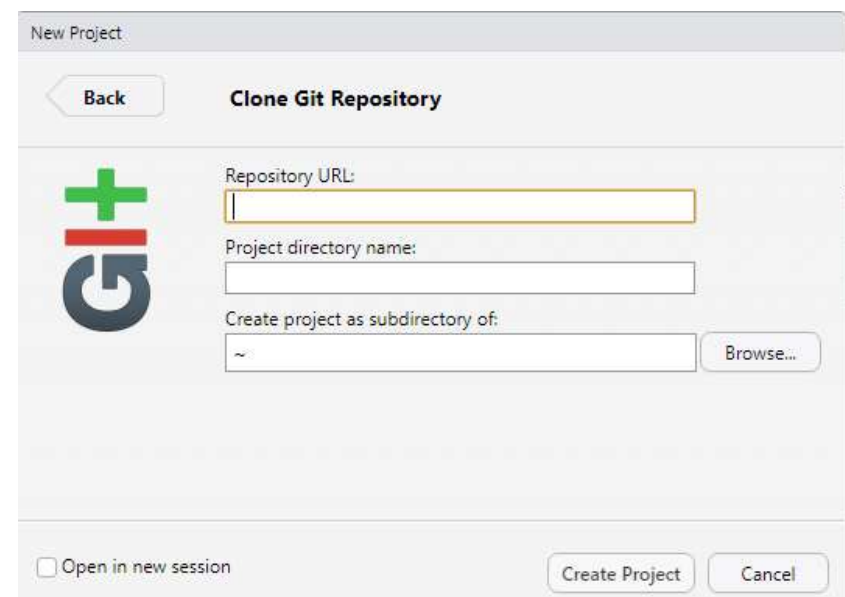 New Project
Back
Clone Git Repository
Repository URL:
GIt
Project directory name:
Create project as subdirectory of:
~
Browse...
Open in new session
Create Project
Cancel